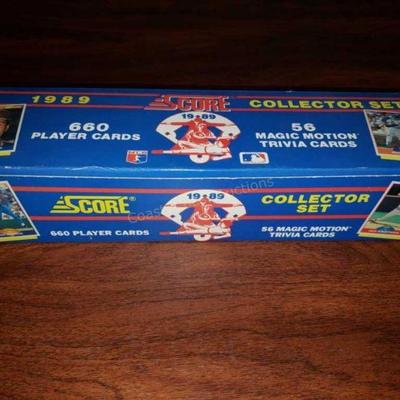 1989
SCORE
COLLECTOR SET
660
PLAYER CARDS
1989
56
MAGIC MOTION
TRIVIA CARDS
SCORE®
1989
COLLECTOR
SET
660 PLAYER CARDS
56 MAGIC MOTION
TRIVIA CARDS